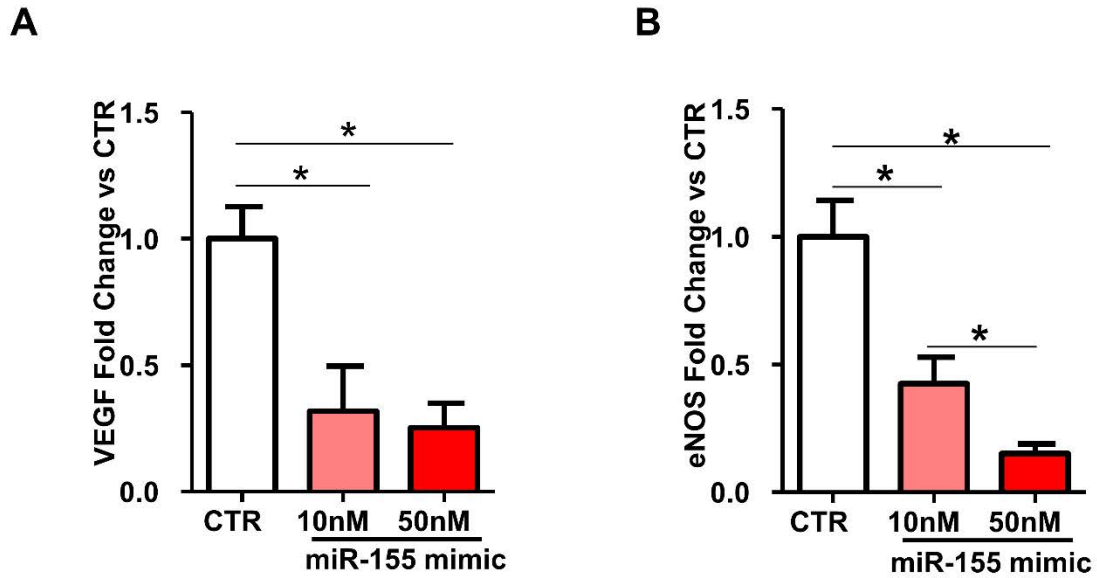 A
VEGF Fold Change vs CTR
1.5
1.0
0.5
0.0
*
*
CTR 10nM 50nM
miR-155 mimic
B
eNOS Fold Change vs CTR
1.5
1.0
0.5
0.0
*
*
*
CTR 10nM 50nM
miR-155 mimic